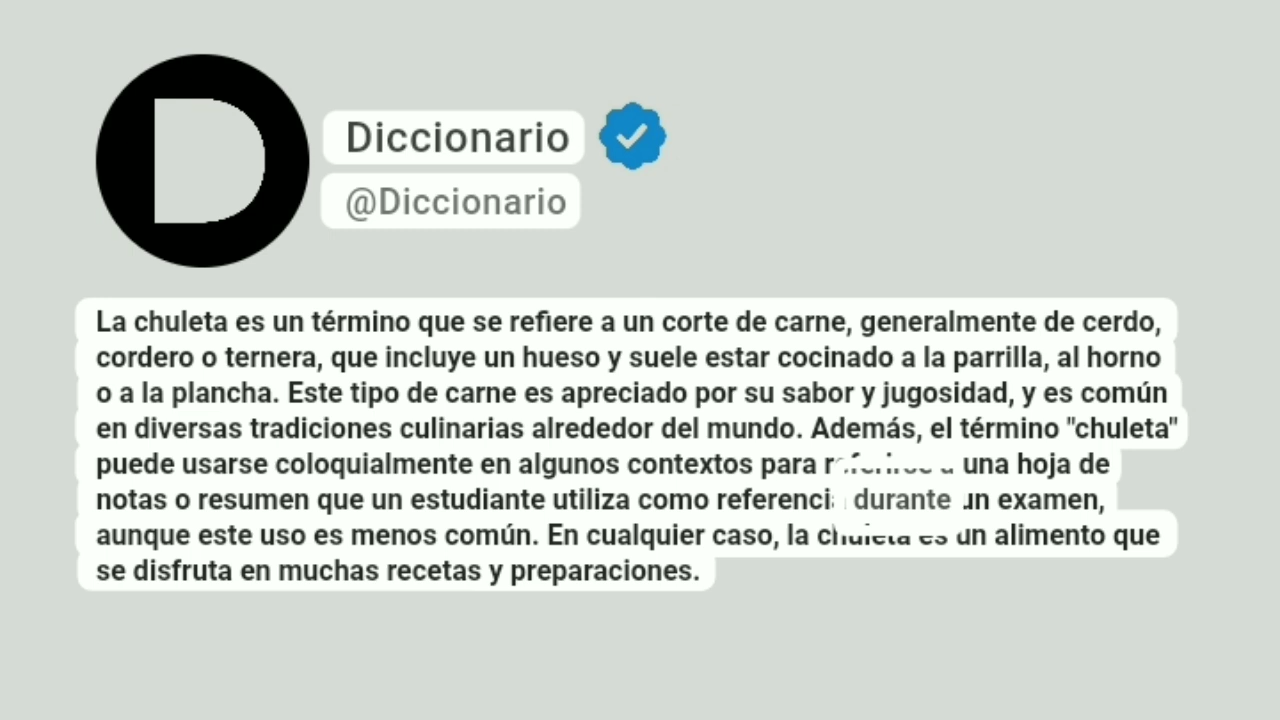 D
Diccionario
@Diccionario
La chuleta es un término que se refiere a un corte de carne, generalmente de cerdo,
cordero o ternera, que incluye un hueso y suele estar cocinado a la parrilla, al horno
o a la plancha. Este tipo de carne es apreciado por su sabor y jugosidad, y es común
en diversas tradiciones culinarias alrededor del mundo. Además, el término "chuleta"
puede usarse coloquialmente en algunos contextos para referirse a una hoja de
notas o resumen que un estudiante utiliza como referencia durante un examen,
aunque este uso es menos común. En cualquier caso, la chuleta es un alimento que
se disfruta en muchas recetas y preparaciones.